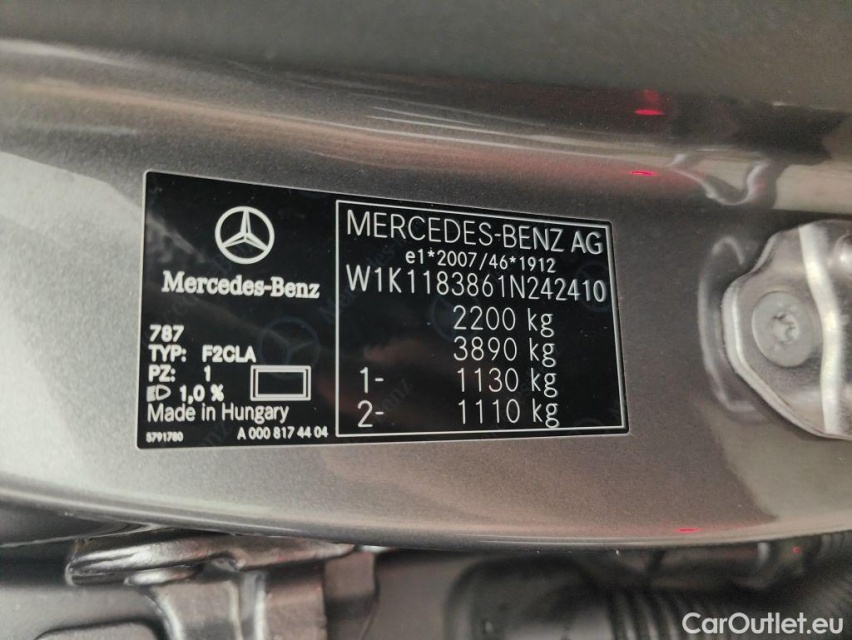 Mercedes-Benz
787
TYP: F2CLA
PZ: 1
1,0 %
Made in Hungary
5791780
A 000 817 44 04
MERCEDES-BENZ AG
e1*2007/46*1912
W1K1183861N242410
2200 kg
3890 kg
1- 1130 kg
2- 1110 kg
CarOutlet.eu